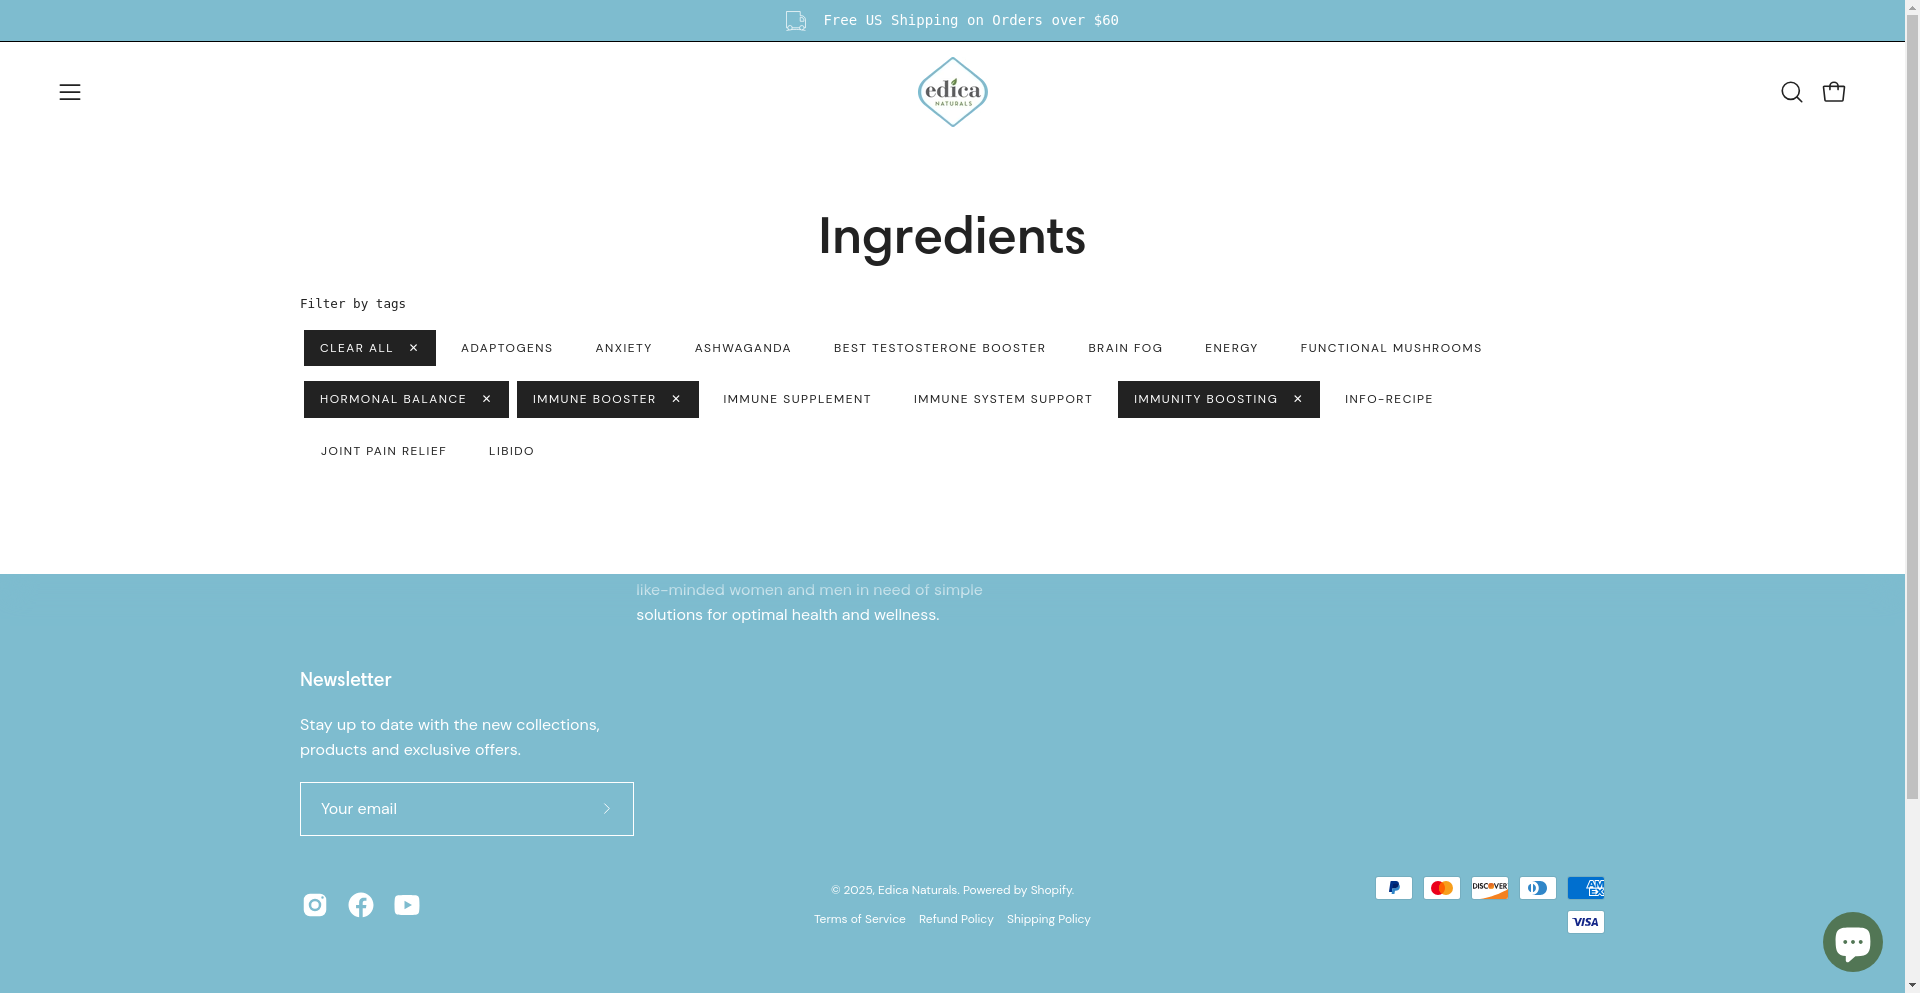 Free US Shipping on Orders over $60
edica
NATURALS
Ingredients
Filter by tags
CLEAR ALL ✕ ADAPTOGENS ANXIETY ASHWAGANDA BEST TESTOSTERONE BOOSTER BRAIN FOG ENERGY FUNCTIONAL MUSHROOMS
HORMONAL BALANCE ✕ IMMUNE BOOSTER ✕ IMMUNE SUPPLEMENT IMMUNE SYSTEM SUPPORT IMMUNITY BOOSTING ✕ INFO-RECIPE
JOINT PAIN RELIEF LIBIDO
like-minded women and men in need of simple
solutions for optimal health and wellness.
Newsletter
Stay up to date with the new collections,
products and exclusive offers.
Your email
© 2025, Edica Naturals. Powered by Shopify.
Terms of Service Refund Policy Shipping Policy
DISCOVER
AM
EX
VISA